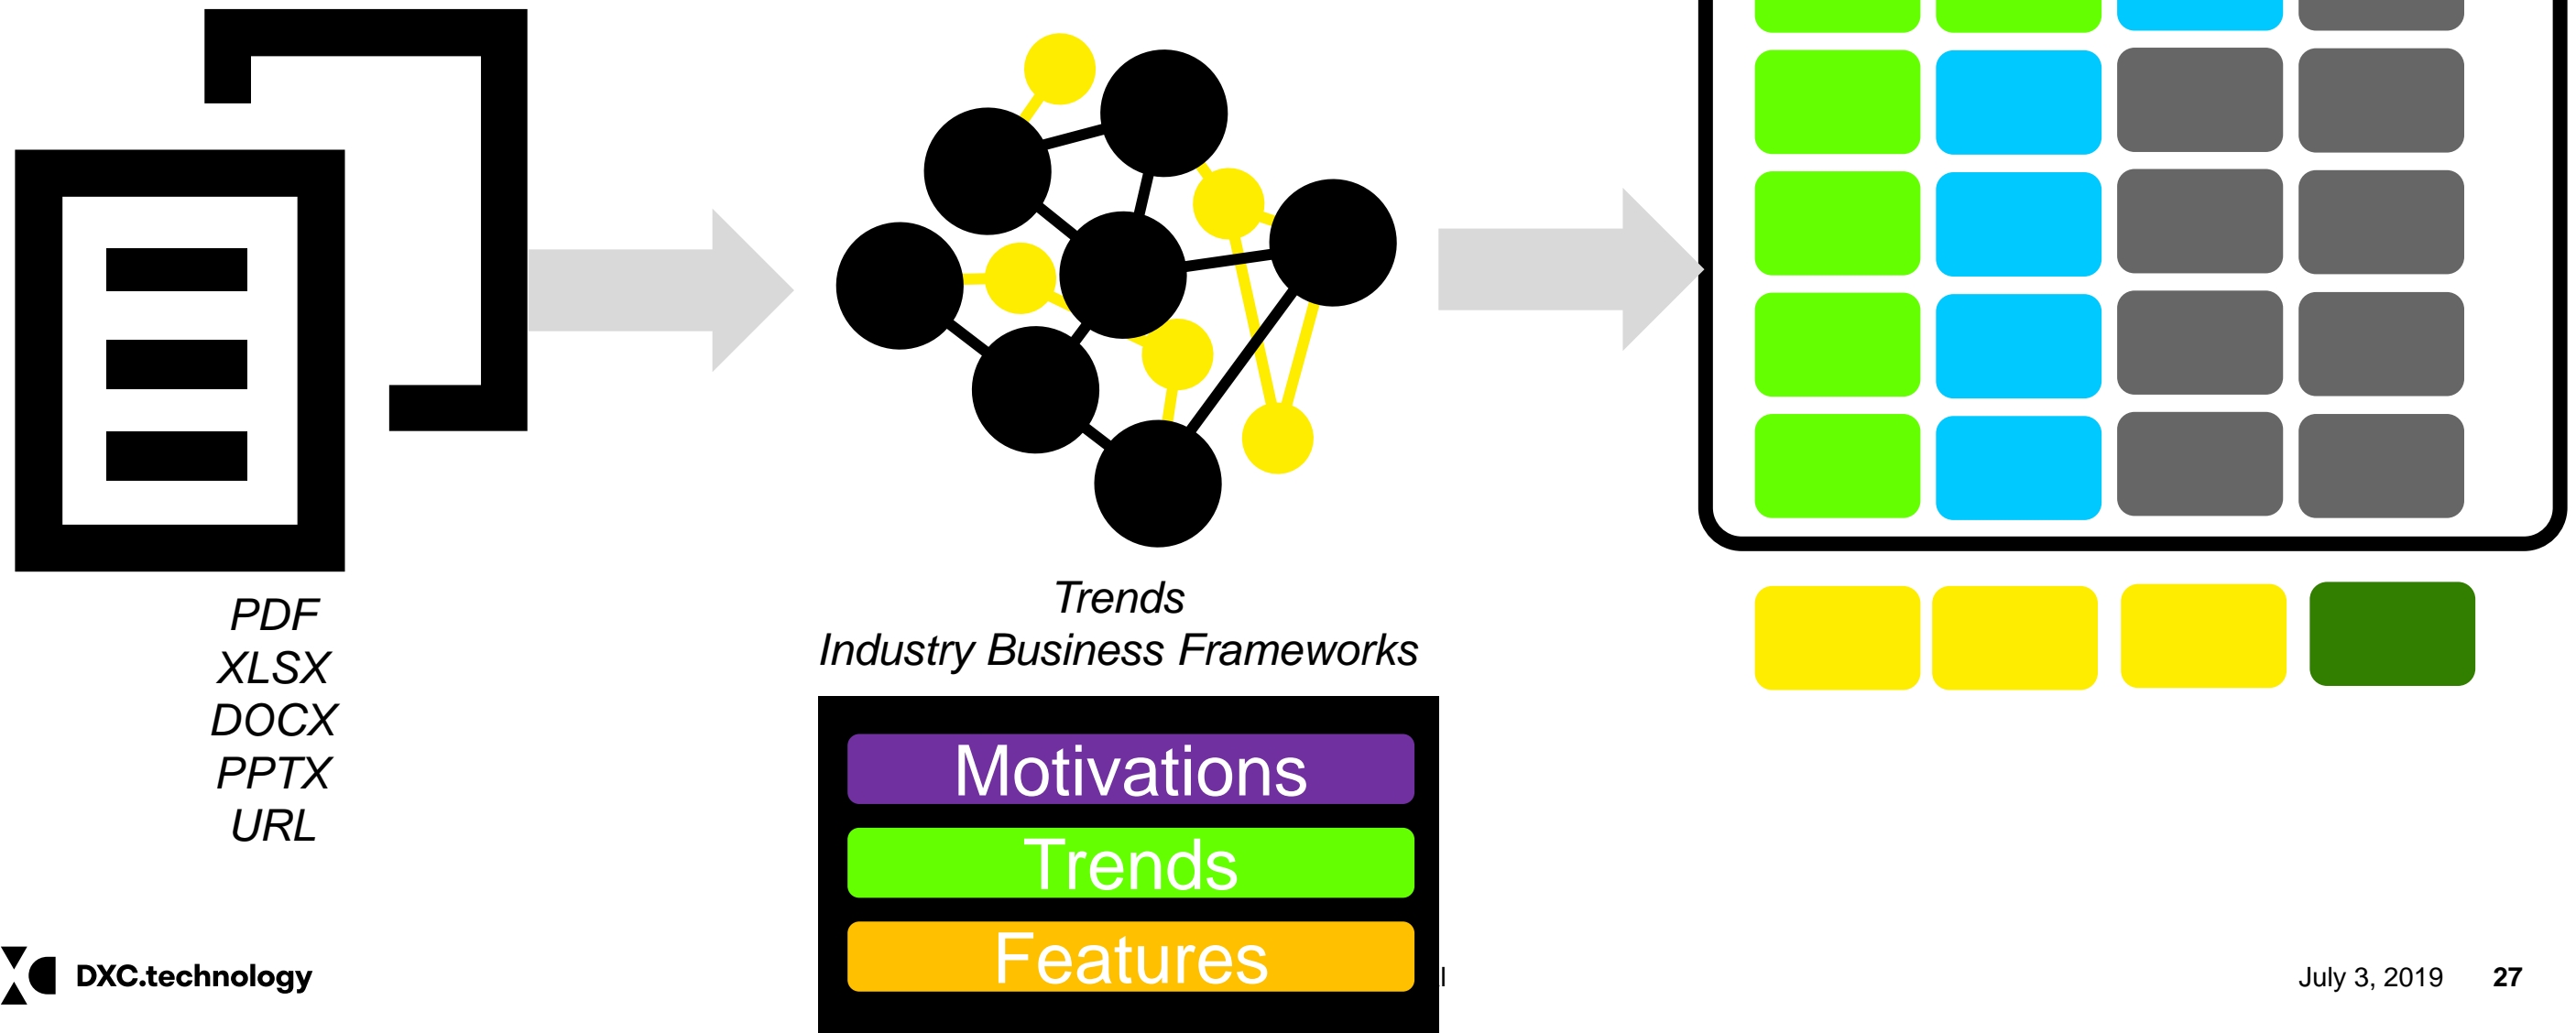 PDF
XLSX
DOCX
PPTX
URL
Trends
Industry Business Frameworks
Motivations
Trends
Features
DXC.technology
July 3, 2019 27